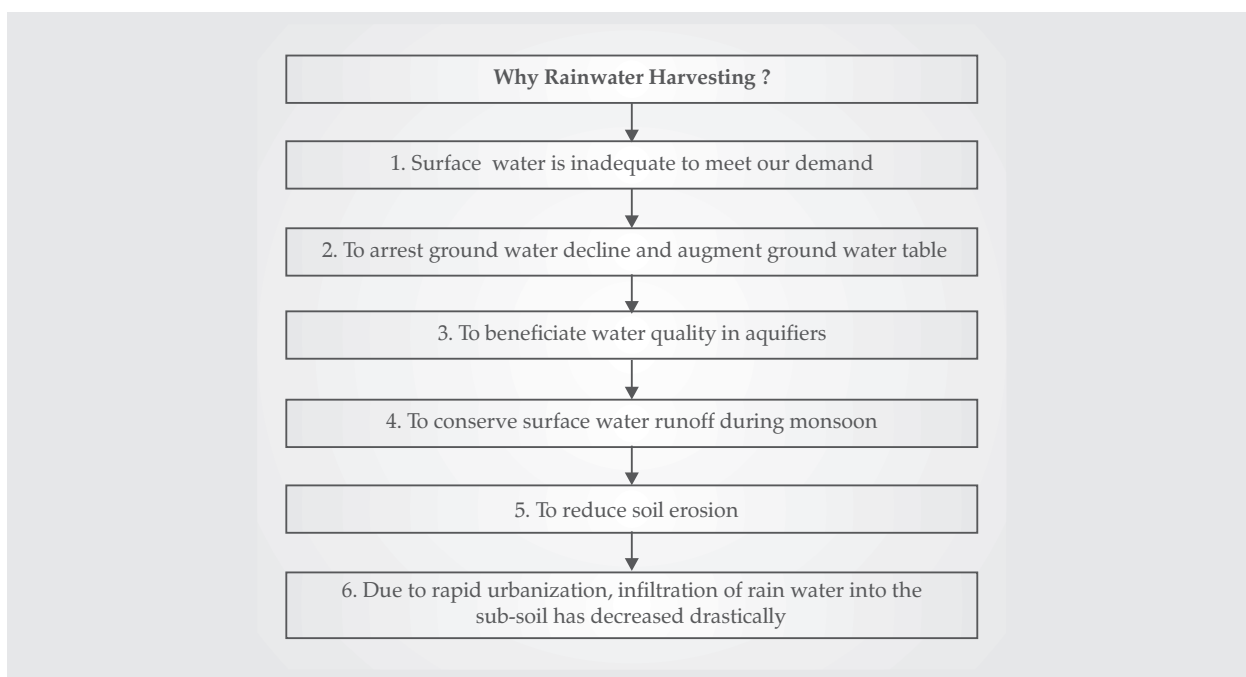 Why Rainwater Harvesting ?
1. Surface water is inadequate to meet our demand
2. To arrest ground water decline and augment ground water table
3. To beneficiate water quality in aquifiers
4. To conserve surface water runoff during monsoon
5. To reduce soil erosion
6. Due to rapid urbanization, infiltration of rain water into the
sub-soil has decreased drastically